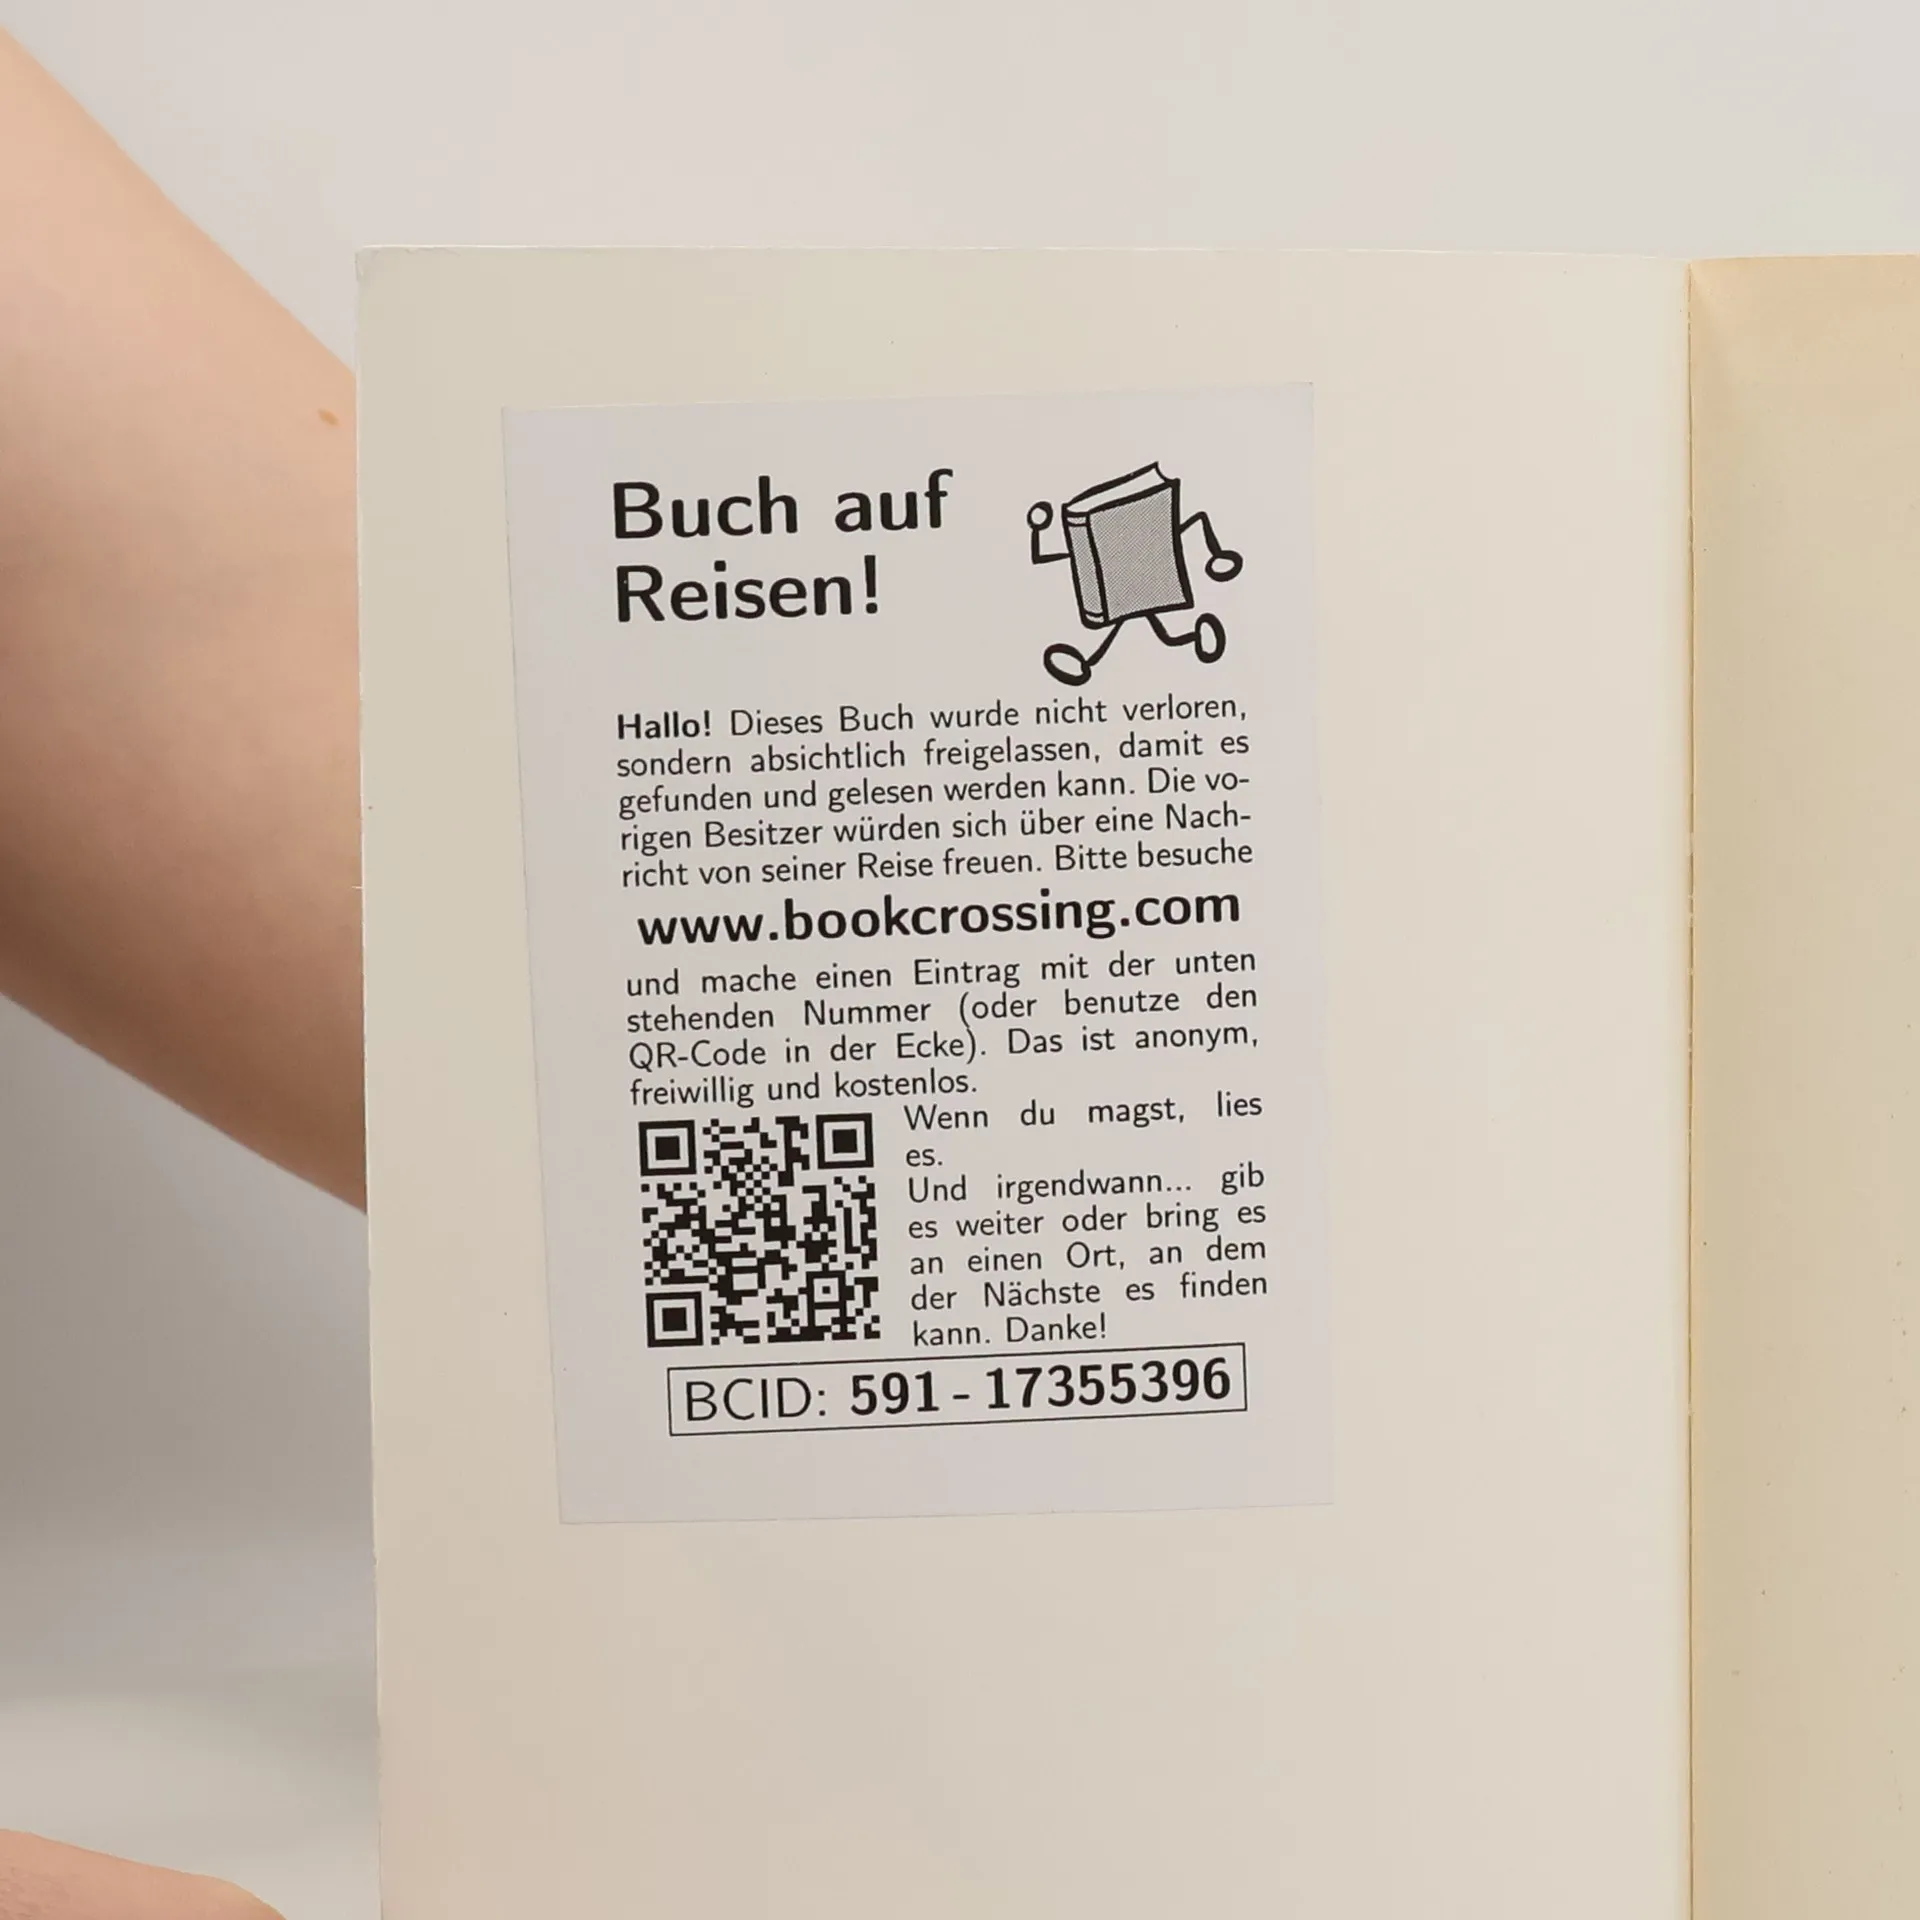 Buch auf
Reisen!
Hallo! Dieses Buch wurde nicht verloren,
sondern absichtlich freigelassen, damit es
gefunden und gelesen werden kann. Die vo-
rigen Besitzer würden sich über eine Nach-
richt von seiner Reise freuen. Bitte besuche
www.bookcrossing.com
und mache einen Eintrag mit der unten
stehenden Nummer (oder benutze den
QR-Code in der Ecke). Das ist anonym,
freiwillig und kostenlos.
Wenn du magst, lies
es.
Und irgendwann... gib
es weiter oder bring es
an einen Ort, an dem
der Nächste es finden
kann. Danke!
BCID: 591 - 17355396